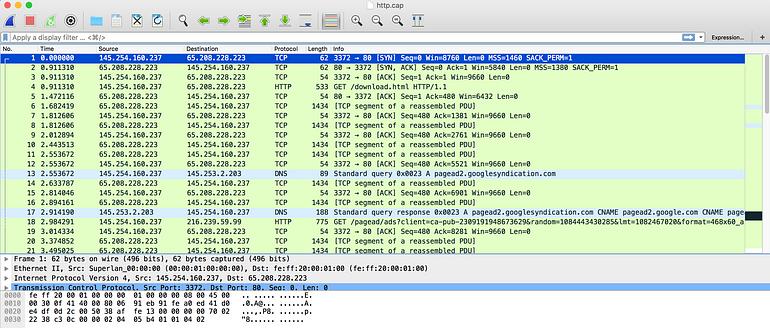 http.cap
Apply a display filter ... <⌘/>
Expression...
+
No. Time Source Destination Protocol Length Info
1 0.000000 145.254.160.237 65.208.228.223 TCP 62 3372 → 80 [SYN] Seq=0 Win=8760 Len=0 MSS=1460 SACK_PERM=1
2 0.911310 65.208.228.223 145.254.160.237 TCP 62 80 → 3372 [SYN, ACK] Seq=0 Ack=1 Win=5840 Len=0 MSS=1380 SACK_PERM=1
3 0.911310 145.254.160.237 65.208.228.223 TCP 54 3372 → 80 [ACK] Seq=1 Ack=1 Win=9660 Len=0
4 0.911310 145.254.160.237 65.208.228.223 HTTP 533 GET /download.html HTTP/1.1
5 1.472116 65.208.228.223 145.254.160.237 TCP 54 80 → 3372 [ACK] Seq=1 Ack=480 Win=6432 Len=0
6 1.682419 65.208.228.223 145.254.160.237 TCP 1434 [TCP segment of a reassembled PDU]
7 1.812606 145.254.160.237 65.208.228.223 TCP 54 3372 → 80 [ACK] Seq=480 Ack=1381 Win=9660 Len=0
8 1.812606 65.208.228.223 145.254.160.237 TCP 1434 [TCP segment of a reassembled PDU]
9 2.012894 145.254.160.237 65.208.228.223 TCP 54 3372 → 80 [ACK] Seq=480 Ack=2761 Win=9660 Len=0
10 2.443513 65.208.228.223 145.254.160.237 TCP 1434 [TCP segment of a reassembled PDU]
11 2.553672 65.208.228.223 145.254.160.237 TCP 1434 [TCP segment of a reassembled PDU]
12 2.553672 145.254.160.237 65.208.228.223 TCP 54 3372 → 80 [ACK] Seq=480 Ack=5521 Win=9660 Len=0
13 2.553672 145.254.160.237 145.253.2.203 DNS 89 Standard query 0x0023 A pagead2.googlesyndication.com
14 2.633787 65.208.228.223 145.254.160.237 TCP 1434 [TCP segment of a reassembled PDU]
15 2.814046 145.254.160.237 65.208.228.223 TCP 54 3372 → 80 [ACK] Seq=480 Ack=6901 Win=9660 Len=0
16 2.894161 65.208.228.223 145.254.160.237 TCP 1434 [TCP segment of a reassembled PDU]
17 2.914190 145.253.2.203 145.254.160.237 DNS 188 Standard query response 0x0023 A pagead2.googlesyndication.com CNAME pagead2.google.com CNAME page
18 2.984291 145.254.160.237 216.239.59.99 HTTP 775 GET /pagead/ads?client=ca-pub-2309191948673629&random=1084443430285&lmt=1082467020&format=468x60_a
19 3.014334 145.254.160.237 65.208.228.223 TCP 54 3372 → 80 [ACK] Seq=480 Ack=8281 Win=9660 Len=0
20 3.374852 65.208.228.223 145.254.160.237 TCP 1434 [TCP segment of a reassembled PDU]
21 3.495025 65.208.228.223 145.254.160.237 TCP 1434 [TCP segment of a reassembled PDU]
Frame 1: 62 bytes on wire (496 bits), 62 bytes captured (496 bits)
Ethernet II, Src: Superlan_00:00:00 (00:00:01:00:00:00), Dst: fe:ff:20:00:01:00 (fe:ff:20:00:01:00)
Internet Protocol Version 4, Src: 145.254.160.237, Dst: 65.208.228.223
Transmission Control Protocol, Src Port: 3372, Dst Port: 80, Seq: 0, Len: 0
0000 fe ff 20 00 01 00 00 00 01 00 00 00 08 00 45 00 .. ..... ......E.
0010 00 30 0f 41 40 00 80 06 91 eb 91 fe a0 ed 41 d0 .0.A@... ......A.
0020 e4 df 0d 2c 00 50 38 af fe 13 00 00 00 00 70 02 ...,.P8. ......p.
0030 22 38 c3 0c 00 00 02 04 05 b4 01 01 04 02 "8...... ......